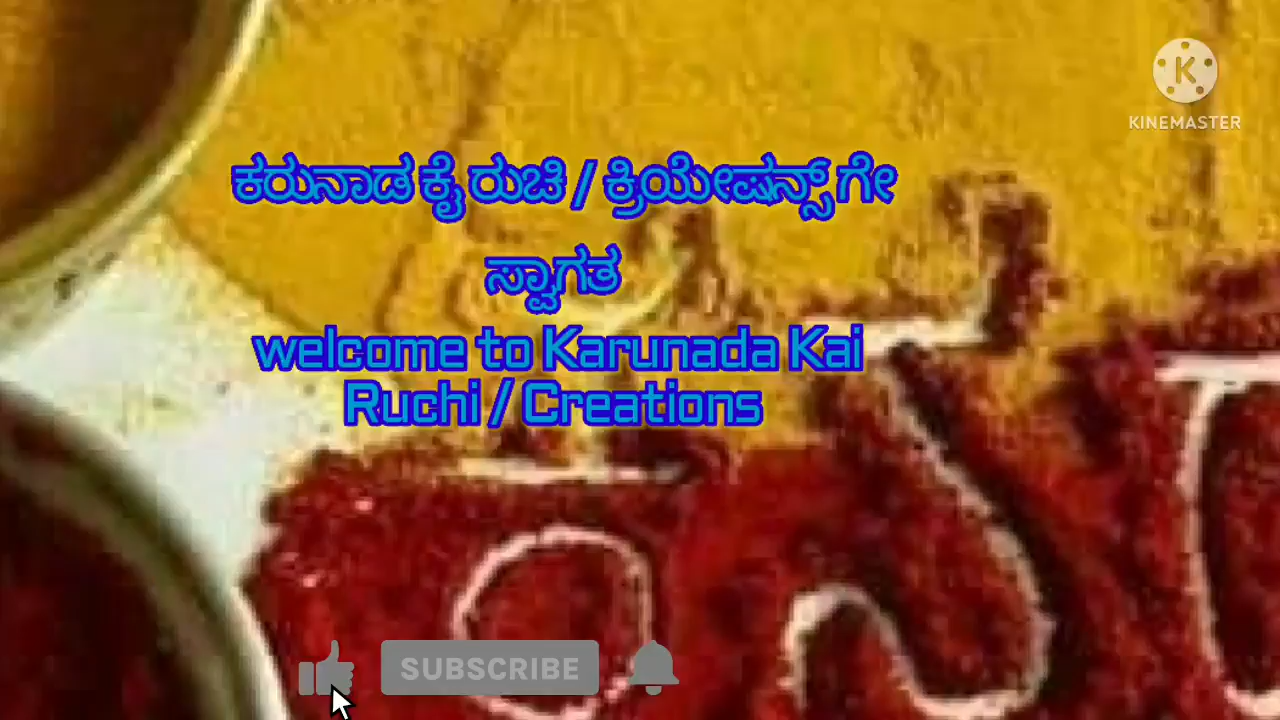 KINEMASTER
ಕರುನಾಡ ಕೈ ರುಚಿ / ಕ್ರಿಯೇಷನ್ಸ್ ಗೇ
ಸ್ವಾಗತ
welcome to Karunada Kai
Ruchi / Creations
SUBSCRIBE